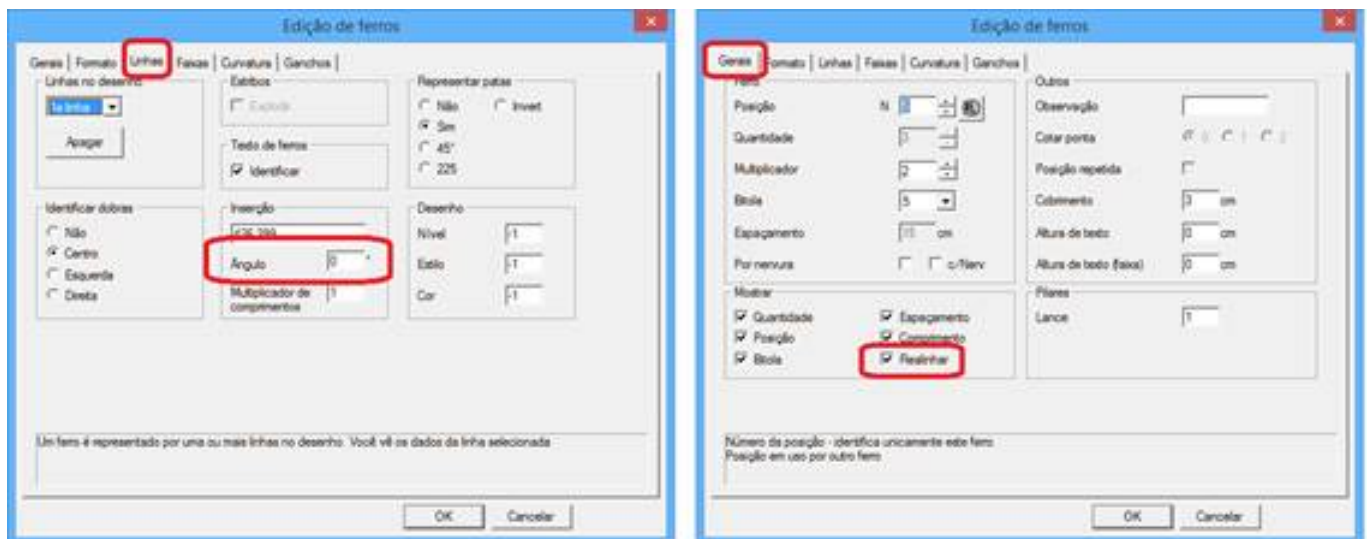 Edição de ferros
Gerais | Formato | Linhas | Faixas | Curvatura | Ganchos |
Linhas no desenho
1a linha
Apagar
Estribos
Explodir
Texto de ferros
Identificar
Representar patas
Não Invert
Sim
45°
225
Identificar dobras
Não
Centro
Esquerda
Direita
Inserção
Ângulo 0 °
Multiplicador de comprimentos 1
Desenho
Nível -1
Estilo -1
Cor -1
Um ferro é representado por uma ou mais linhas no desenho. Você vê os dados da linha selecionada
OK Cancelar
Edição de ferros
Gerais | Formato | Linhas | Faixas | Curvatura | Ganchos |
Ferro
Posição N
Quantidade 3
Multiplicador 2
Bitola 5
Espaçamento cm
Por nervura c/Nerv
Outros
Observação
Cotar ponta
Posição repetida
Cobrimento 3 cm
Altura de texto 0 cm
Altura de texto (faixa) 0 cm
Mostrar
Quantidade Espaçamento
Posição Comprimento
Bitola Realinhar
Pilares
Lance 1
Número da posição - identifica unicamente este ferro
Posição em uso por outro ferro
OK Cancelar